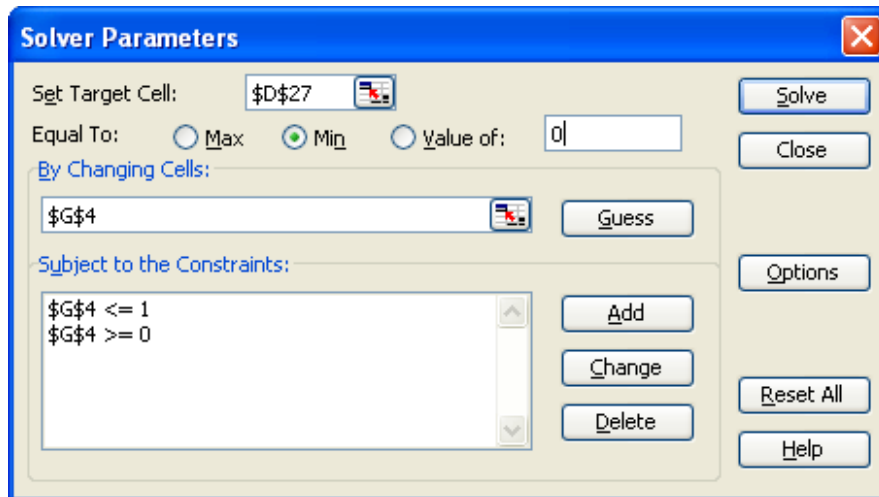 Solver Parameters
Set Target Cell: $D$27 Solve
Equal To: Max Min Value of: 0
Close
By Changing Cells:
$G$4 Guess
Subject to the Constraints: Options
$G$4 <= 1 Add
$G$4 >= 0
Change
Reset All
Delete
Help